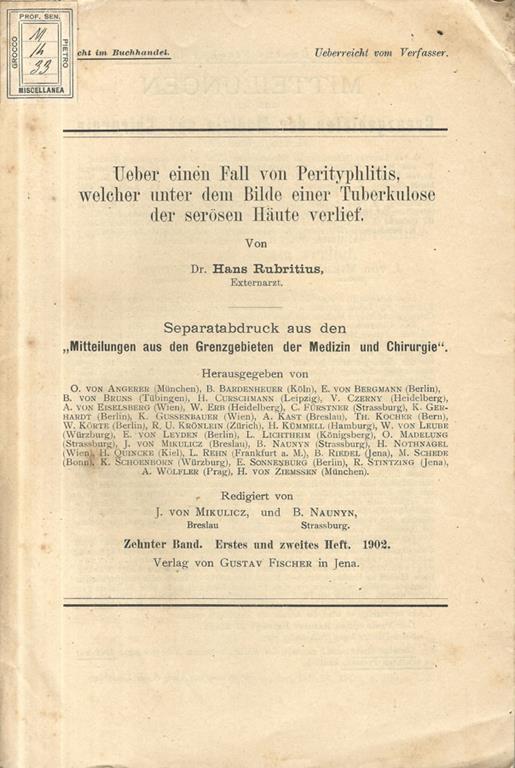 PROF. SEN.
GROCCO
PIETRO
M
33
MISCELLANEA
cht im Buchhandel.
Ueberreicht vom Verfasser.
Ueber einen Fall von Perityphlitis,
welcher unter dem Bilde einer Tuberkulose
der serösen Häute verlief.
Von
Dr. Hans Rubritius,
Externarzt.
Separatabdruck aus den
„Mitteilungen aus den Grenzgebieten der Medizin und Chirurgie“.
Herausgegeben von
O. VON ANGERER (München), B. BARDENHEUER (Köln), E. VON BERGMANN (Berlin),
B. VON BRUNS (Tübingen), H. CURSCHMANN (Leipzig), V. CZERNY (Heidelberg),
A. VON EISELSBERG (Wien), W. ERB (Heidelberg), C. FÜRSTNER (Strassburg), K. GER-
HARDT (Berlin), K. GUSSENBAUER (Wien), A. KAST (Breslau), TH. KOCHER (Bern),
W. KÖRTE (Berlin), R. U. KRÖNLEIN (Zürich), H. KÜMMELL (Hamburg), W. VON LEUBE
(Würzburg), E. VON LEYDEN (Berlin), L. LICHTHEIM (Königsberg), O. MADELUNG
(Strassburg), J. VON MIKULICZ (Breslau), B. NAUNYN (Strassburg), H. NOTHNAGEL
(Wien), H. QUINCKE (Kiel), L. REHN (Frankfurt a. M.), B. RIEDEL (Jena), M. SCHEDE
(Bonn), K. SCHOENBORN (Würzburg), E. SONNENBURG (Berlin), R. STINTZING (Jena),
A. WÖLFLER (Prag), H. VON ZIEMSSEN (München).
Redigiert von
J. VON MIKULICZ, und B. NAUNYN,
Breslau Strassburg.
Zehnter Band. Erstes und zweites Heft. 1902.
Verlag von GUSTAV FISCHER in Jena.